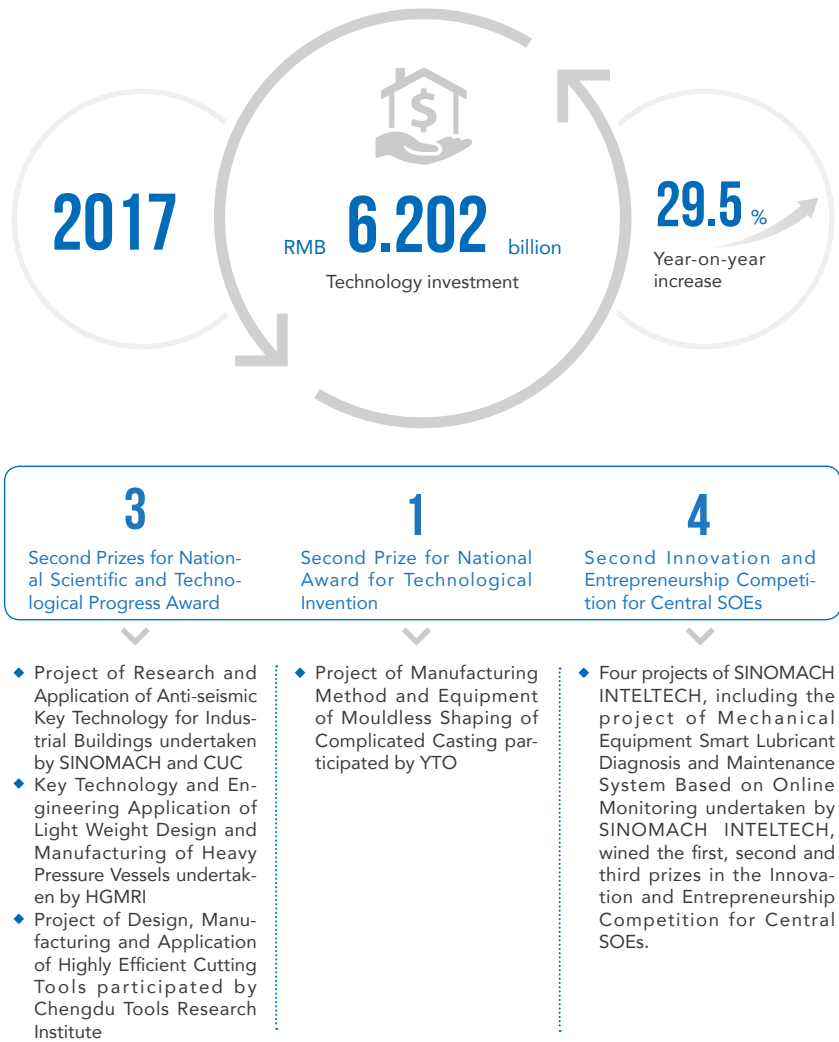 2017
RMB 6.202 billion
Technology investment
29.5 %
Year-on-year
increase
3
Second Prizes for Nation-
al Scientific and Techno-
logical Progress Award
1
Second Prize for National
Award for Technological
Invention
4
Second Innovation and
Entrepreneurship Competi-
tion for Central SOEs
Project of Research and
Application of Anti-seismic
Key Technology for Indus-
trial Buildings undertaken
by SINOMACH and CUC
Key Technology and En-
gineering Application of
Light Weight Design and
Manufacturing of Heavy
Pressure Vessels undertak-
en by HGMRI
Project of Design, Manu-
facturing and Application
of Highly Efficient Cutting
Tools participated by
Chengdu Tools Research
Institute
Project of Manufacturing
Method and Equipment
of Mouldless Shaping of
Complicated Casting par-
ticipated by YTO
Four projects of SINOMACH
INTELTECH, including the
project of Mechanical
Equipment Smart Lubricant
Diagnosis and Maintenance
System Based on Online
Monitoring undertaken by
SINOMACH INTELTECH,
wined the first, second and
third prizes in the Innova-
tion and Entrepreneurship
Competition for Central
SOEs.